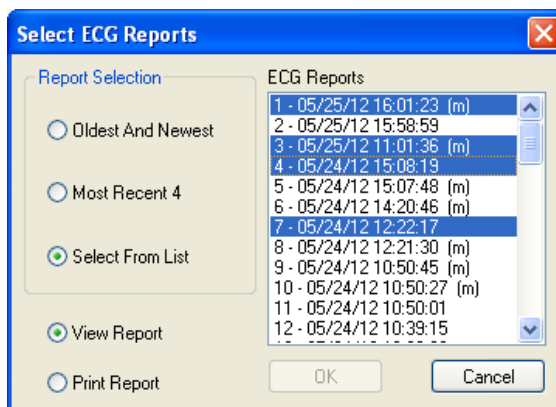 Select ECG Reports
Report Selection
Oldest And Newest
Most Recent 4
Select From List
View Report
Print Report
ECG Reports
1 - 05/25/12 16:01:23 (m)
2 - 05/25/12 15:58:59
3 - 05/25/12 11:01:36 (m)
4 - 05/24/12 15:08:19
5 - 05/24/12 15:07:48 (m)
6 - 05/24/12 14:20:46 (m)
7 - 05/24/12 12:22:17
8 - 05/24/12 12:21:30 (m)
9 - 05/24/12 10:50:45 (m)
10 - 05/24/12 10:50:27 (m)
11 - 05/24/12 10:50:01
12 - 05/24/12 10:39:15
OK
Cancel